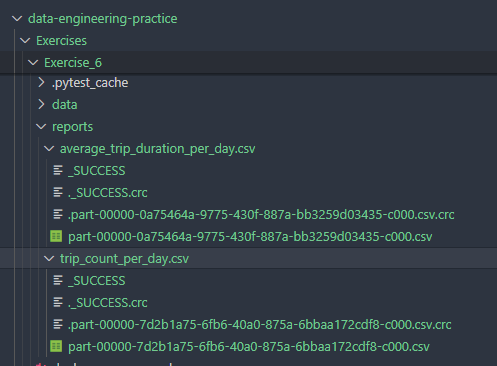 data-engineering-practice
Exercises
Exercise_6
.pytest_cache
data
reports
average_trip_duration_per_day.csv
_SUCCESS
._SUCCESS.crc
.part-00000-0a75464a-9775-430f-887a-bb3259d03435-c000.csv.crc
part-00000-0a75464a-9775-430f-887a-bb3259d03435-c000.csv
trip_count_per_day.csv
_SUCCESS
._SUCCESS.crc
.part-00000-7d2b1a75-6fb6-40a0-875a-6bbaa172cdf8-c000.csv.crc
part-00000-7d2b1a75-6fb6-40a0-875a-6bbaa172cdf8-c000.csv